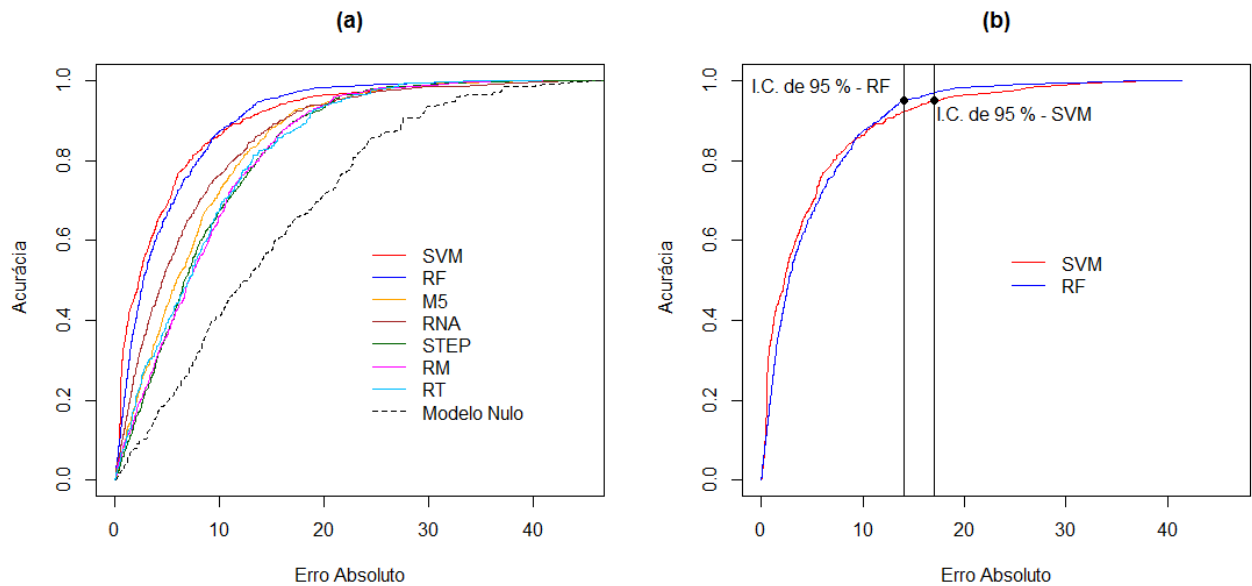 (a)
Acurácia
1.0
0.8
0.6
0.4
0.2
0.0
SVM
RF
M5
RNA
STEP
RM
RT
Modelo Nulo
0 10 20 30 40
Erro Absoluto
(b)
Acurácia
1.0
0.8
0.6
0.4
0.2
0.0
I.C. de 95 % - RF
I.C. de 95 % - SVM
SVM
RF
0 10 20 30 40
Erro Absoluto